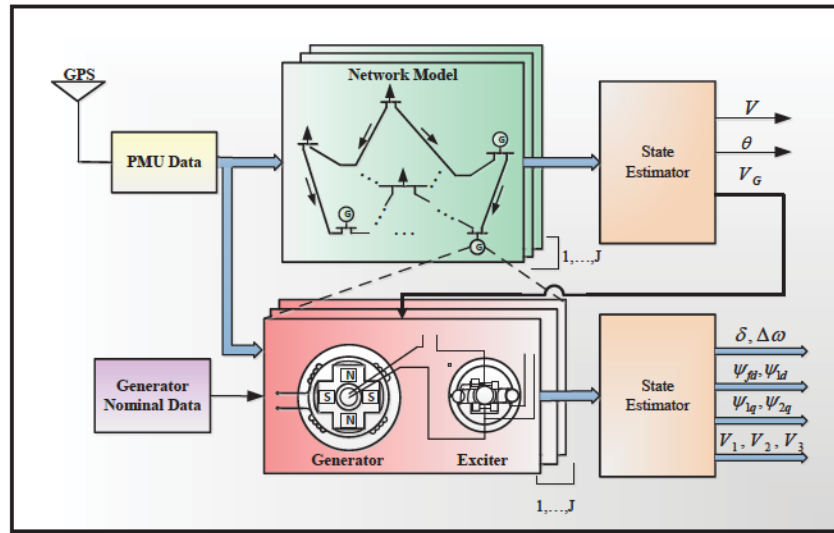 GPS
PMU Data
Network Model
G
G
G
1,...,J
State
Estimator
V
θ
V_G
Generator
Nominal Data
N
S
S
N
Generator
Exciter
1,...,J
State
Estimator
δ, Δω
ψ_fd, ψ_1d
ψ_1q, ψ_2q
V_1, V_2, V_3